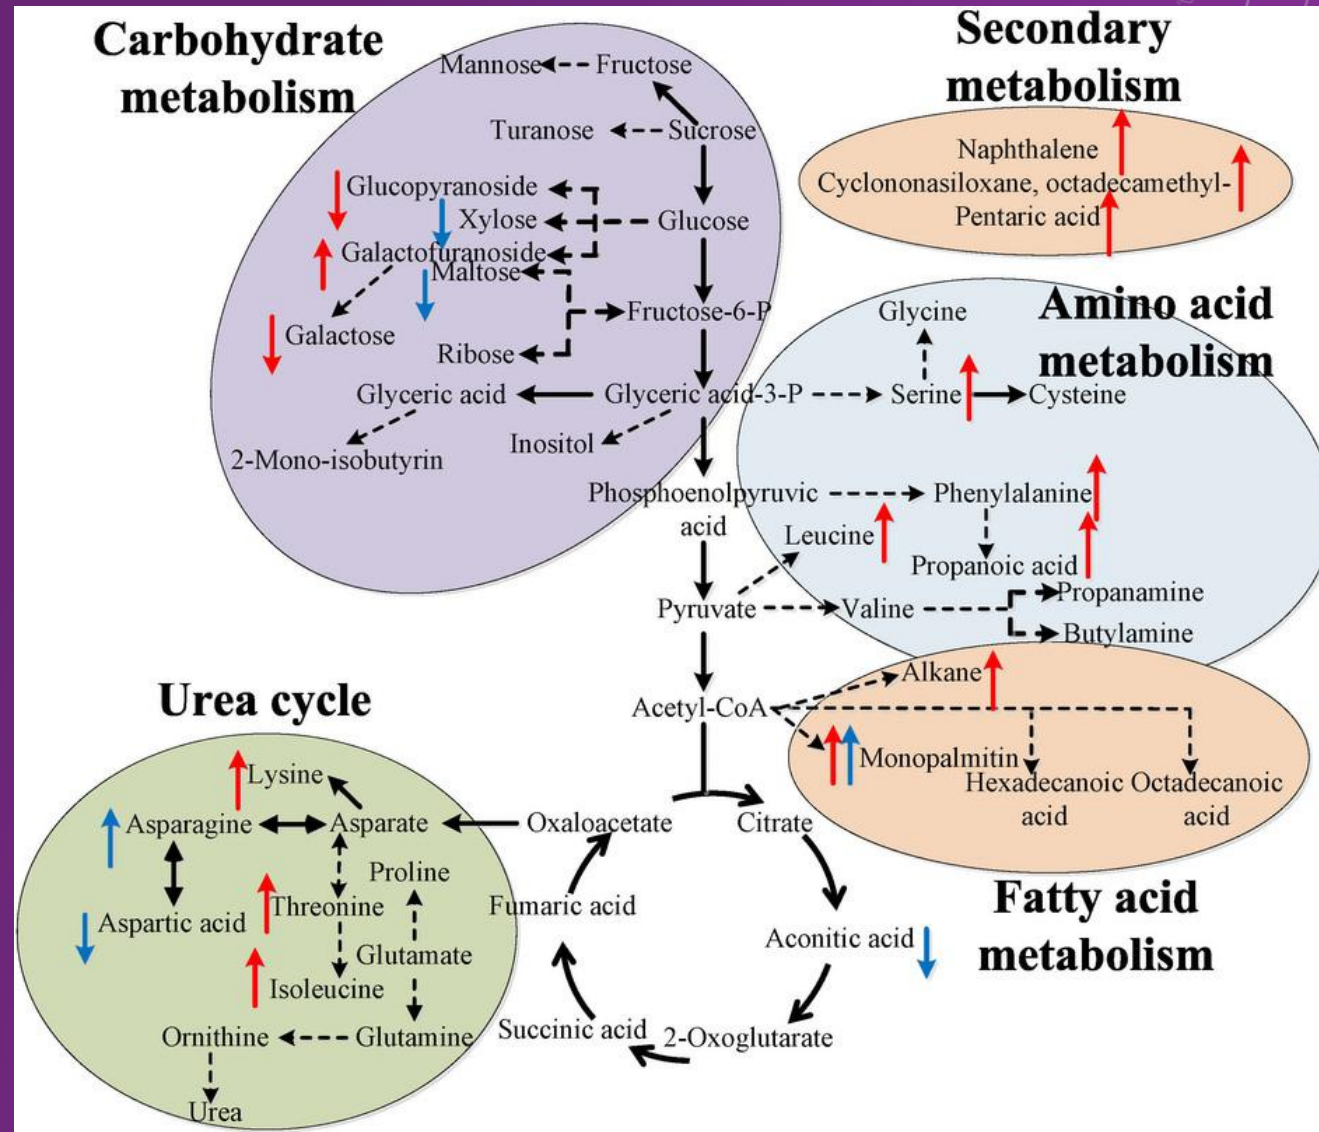 Carbohydrate
metabolism
Mannose
Fructose
Turanose
Sucrose
Glucopyranoside
Xylose
Glucose
Galactofuranoside
Maltose
Fructose-6-P
Galactose
Ribose
Glyceric acid
Glyceric acid-3-P
Inositol
2-Mono-isobutyrin
Phosphoenolpyruvic
acid
Pyruvate
Acetyl-CoA
Secondary
metabolism
Naphthalene
Cyclononasiloxane, octadecamethyl-
Pentaric acid
Amino acid
metabolism
Glycine
Serine
Cysteine
Phenylalanine
Leucine
Propanoic acid
Valine
Propanamine
Butylamine
Alkane
Monopalmitin
Hexadecanoic
acid
Octadecanoic
acid
Fatty acid
metabolism
Urea cycle
Lysine
Asparagine
Asparate
Proline
Aspartic acid
Threonine
Glutamate
Isoleucine
Ornithine
Glutamine
Urea
Oxaloacetate
Citrate
Fumaric acid
Aconitic acid
Succinic acid
2-Oxoglutarate